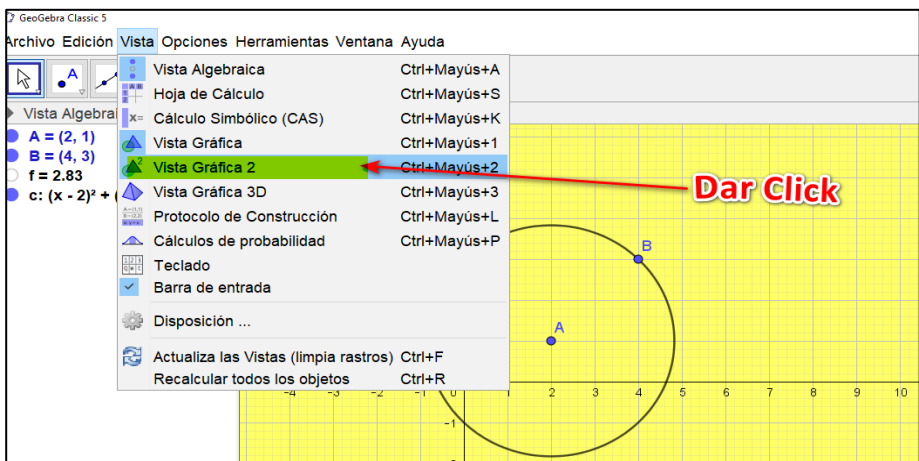 GeoGebra Classic 5
Archivo Edición Vista Opciones Herramientas Ventana Ayuda
A
Vista Algebraica Ctrl+Mayús+A
Hoja de Cálculo Ctrl+Mayús+S
Vista Algebrai
x= Cálculo Simbólico (CAS) Ctrl+Mayús+K
A = (2, 1)
Vista Gráfica Ctrl+Mayús+1
B = (4, 3)
2 Vista Gráfica 2 Ctrl+Mayús+2
f = 2.83
Dar Click
c: (x - 2)² + (
Vista Gráfica 3D Ctrl+Mayús+3
Protocolo de Construcción Ctrl+Mayús+L
Cálculos de probabilidad Ctrl+Mayús+P
B
Teclado
Barra de entrada
Disposición ...
A
Actualiza las Vistas (limpia rastros) Ctrl+F
Recalcular todos los objetos Ctrl+R
-4 -3 -2 -1 0 1 2 3 4 5 6 7 8 9 10
-1